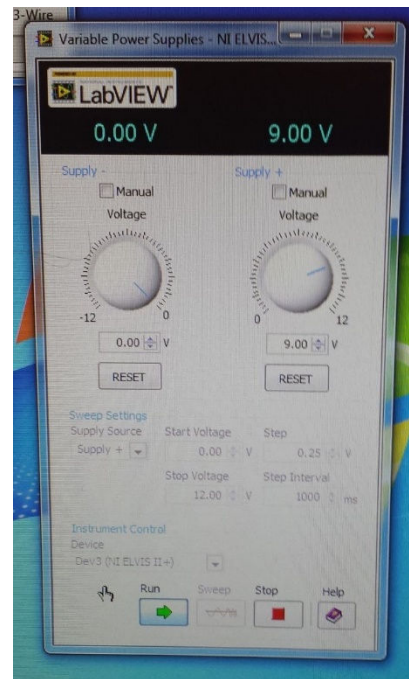 3-Wire
Variable Power Supplies - NI ELVIS...
LabVIEW
0.00 V 9.00 V
Supply - Supply +
Manual Manual
Voltage Voltage
-12 0 0 12
0.00 V 9.00 V
RESET RESET
Sweep Settings
Supply Source Start Voltage Step
Supply + 0.00 V 0.25 V
Stop Voltage Step Interval
12.00 V 1000 ms
Instrument Control
Device
Dev3 (NI ELVIS II+)
Run Sweep Stop Help